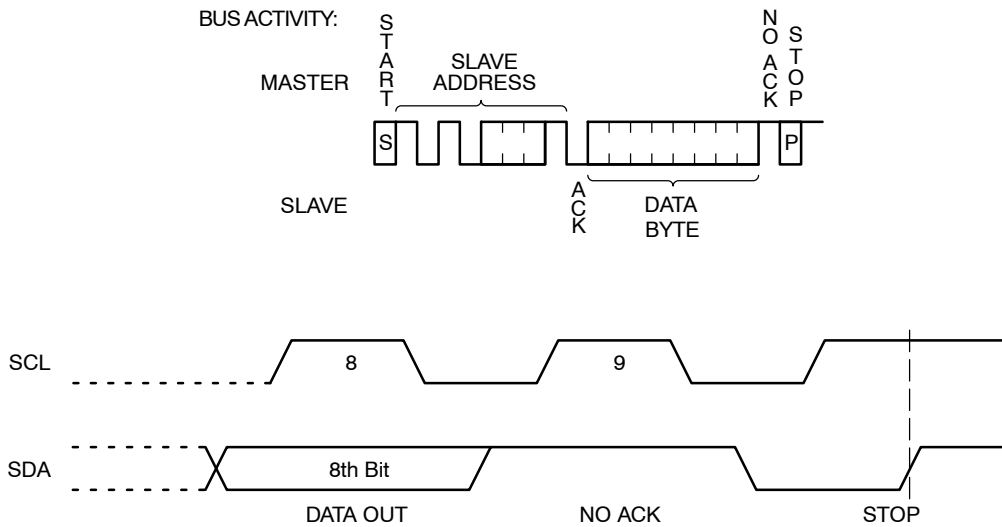 BUS ACTIVITY:
START
NO ACK
STOP
MASTER
SLAVE
ADDRESS
S
P
SLAVE
ACK
DATA
BYTE
SCL
8
9
SDA
8th Bit
DATA OUT
NO ACK
STOP